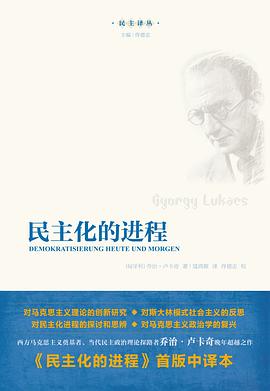 民主译丛
主编 / 佟德志
Gyorgy Lukacs
民主化的进程
DEMOKRATISIERUNG HEUTE UND MORGEN
(匈牙利) 乔治·卢卡奇 著 / 寇鸿顺 译 佟德志 校
对马克思主义理论的创新研究 ◆ 对斯大林模式社会主义的反思
对民主化进程的探讨和思辨 ◆ 对马克思主义政治学的复兴
西方马克思主义奠基者、当代民主政治理论探路者乔治·卢卡奇晚年超越之作
《民主化的进程》首版中译本